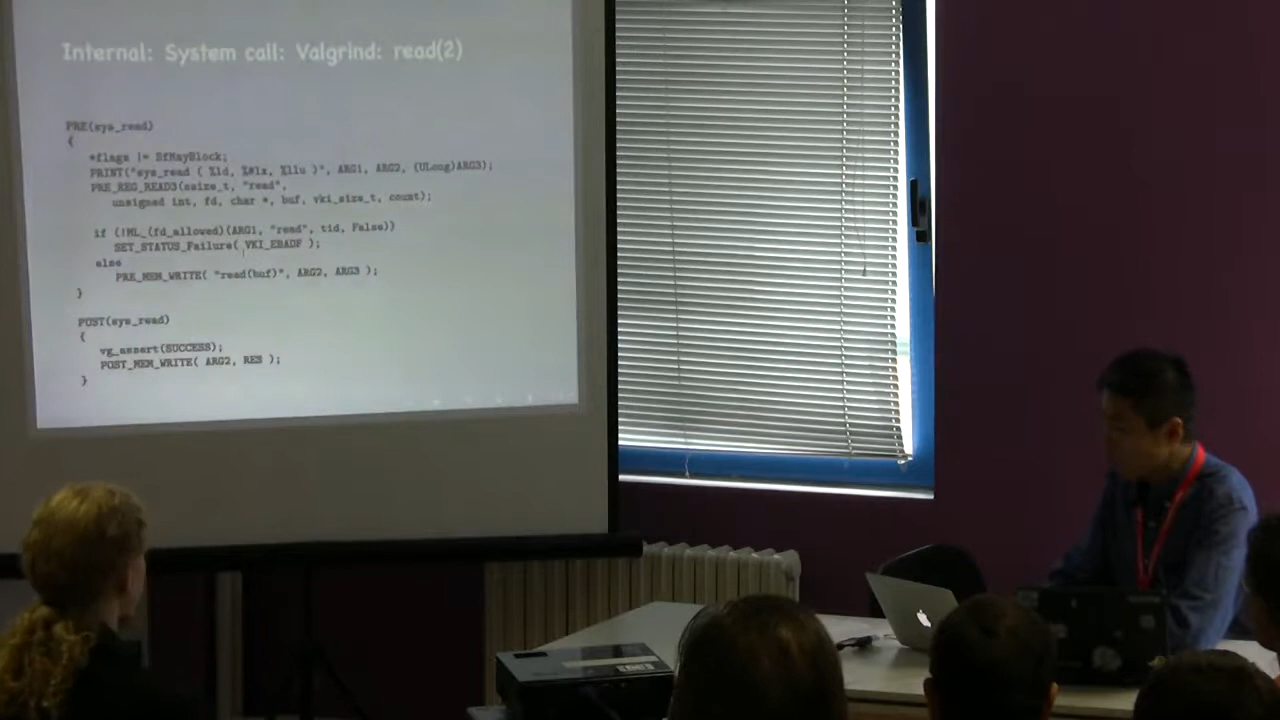 Internal: System call: Valgrind: read(2)
PRE(sys_read)
{
*flags |= SfMayBlock;
PRINT("sys_read ( %ld, %#lx, %llu )", ARG1, ARG2, (ULong)ARG3);
PRE_REG_READ3(ssize_t, "read",
unsigned int, fd, char *, buf, vki_size_t, count);
if (!ML_(fd_allowed)(ARG1, "read", tid, False))
SET_STATUS_Failure( VKI_EBADF );
else
PRE_MEM_WRITE( "read(buf)", ARG2, ARG3 );
}
POST(sys_read)
{
vg_assert(SUCCESS);
POST_MEM_WRITE( ARG2, RES );
}